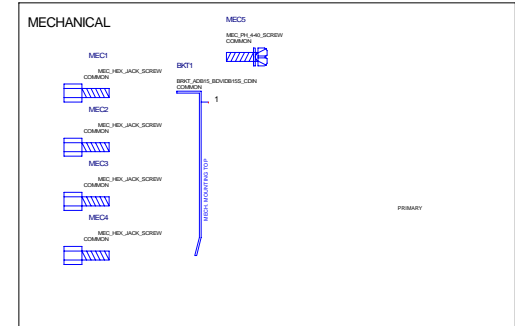 MECHANICAL
MEC5
MEC_PH_440_SCREW
COMMON
MEC1
MEC_HEX_JACK_SCREW
COMMON
BKT1
BRKT_ADB15_BDVIDB15S_CDIN
COMMON
1
MEC2
MEC_HEX_JACK_SCREW
COMMON
MEC3
MEC_HEX_JACK_SCREW
COMMON
MECH. MOUNTING TOP
MEC4
MEC_HEX_JACK_SCREW
COMMON
PRIMARY